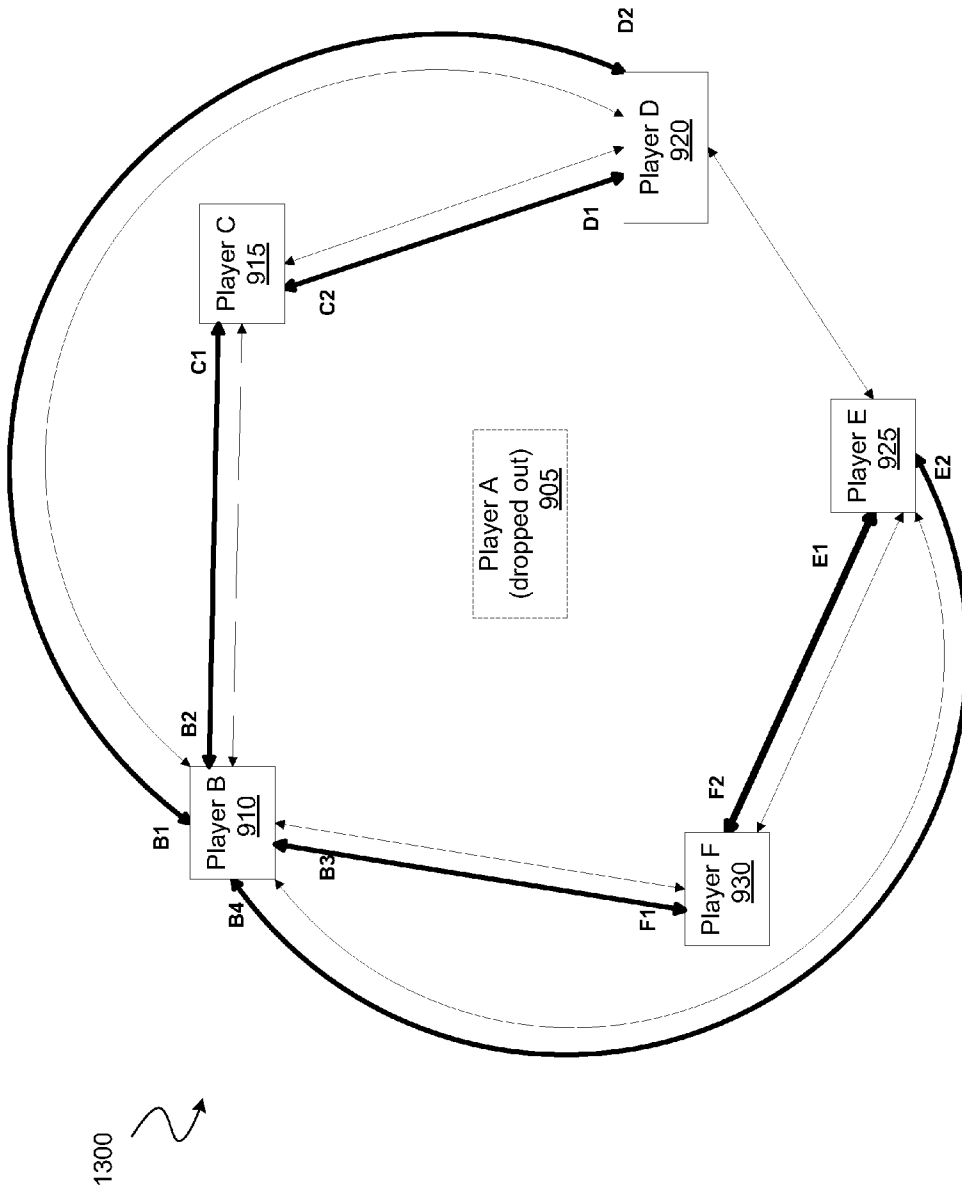 D2
Player D
920
D1
Player C
915
C2
C1
Player A
(dropped out)
905
Player E
925
E2
E1
B2
B1
Player B
910
B3
B4
F2
Player F
930
F1
1300